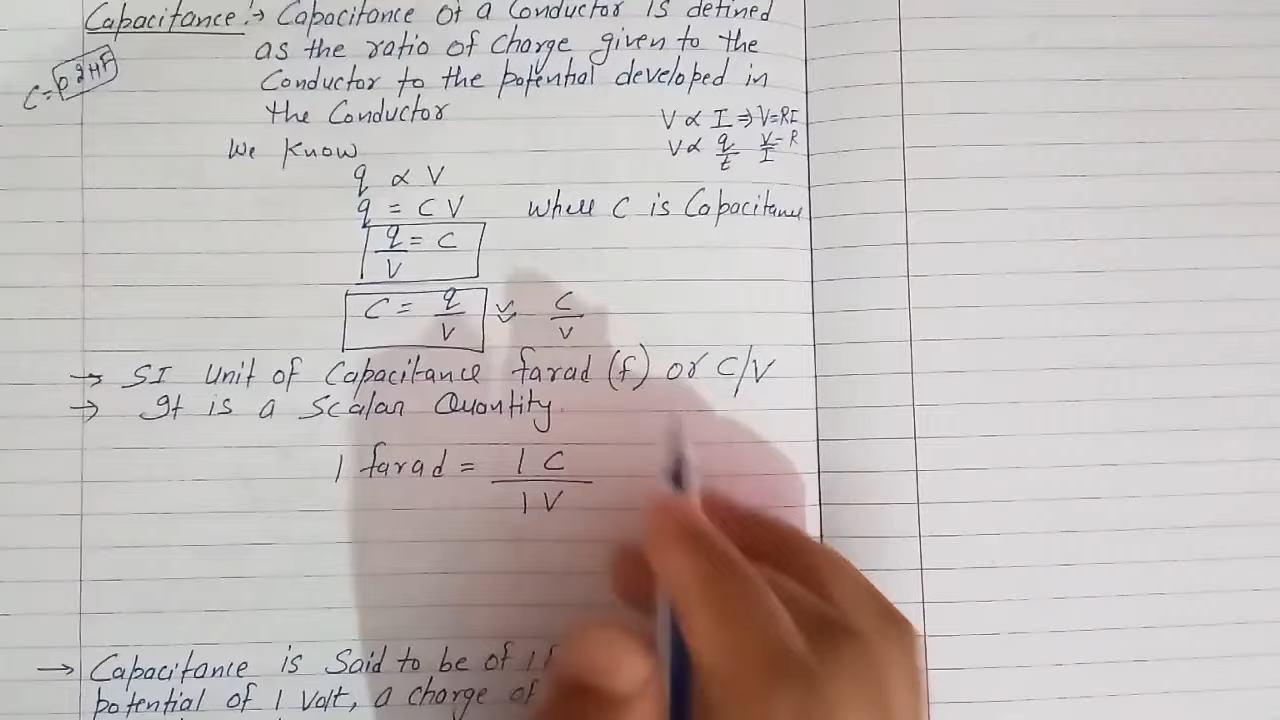 Capacitance :→ Capacitance of a Conductor is defined
as the ratio of Charge given to the
Conductor to the potential developed in
the Conductor
C=
V ∝ I ⇒ V=RI
V ∝ q/t V/I = R
We Know
q ∝ V
q = CV where C is Capacitance
q/V = C
C = q/V C/V
→ SI Unit of Capacitance farad (f) or C/V
→ It is a Scalar Quantity.
1 farad = 1 C / 1 V
→ Capacitance is Said to be of 1 f
potential of 1 Volt, a charge of